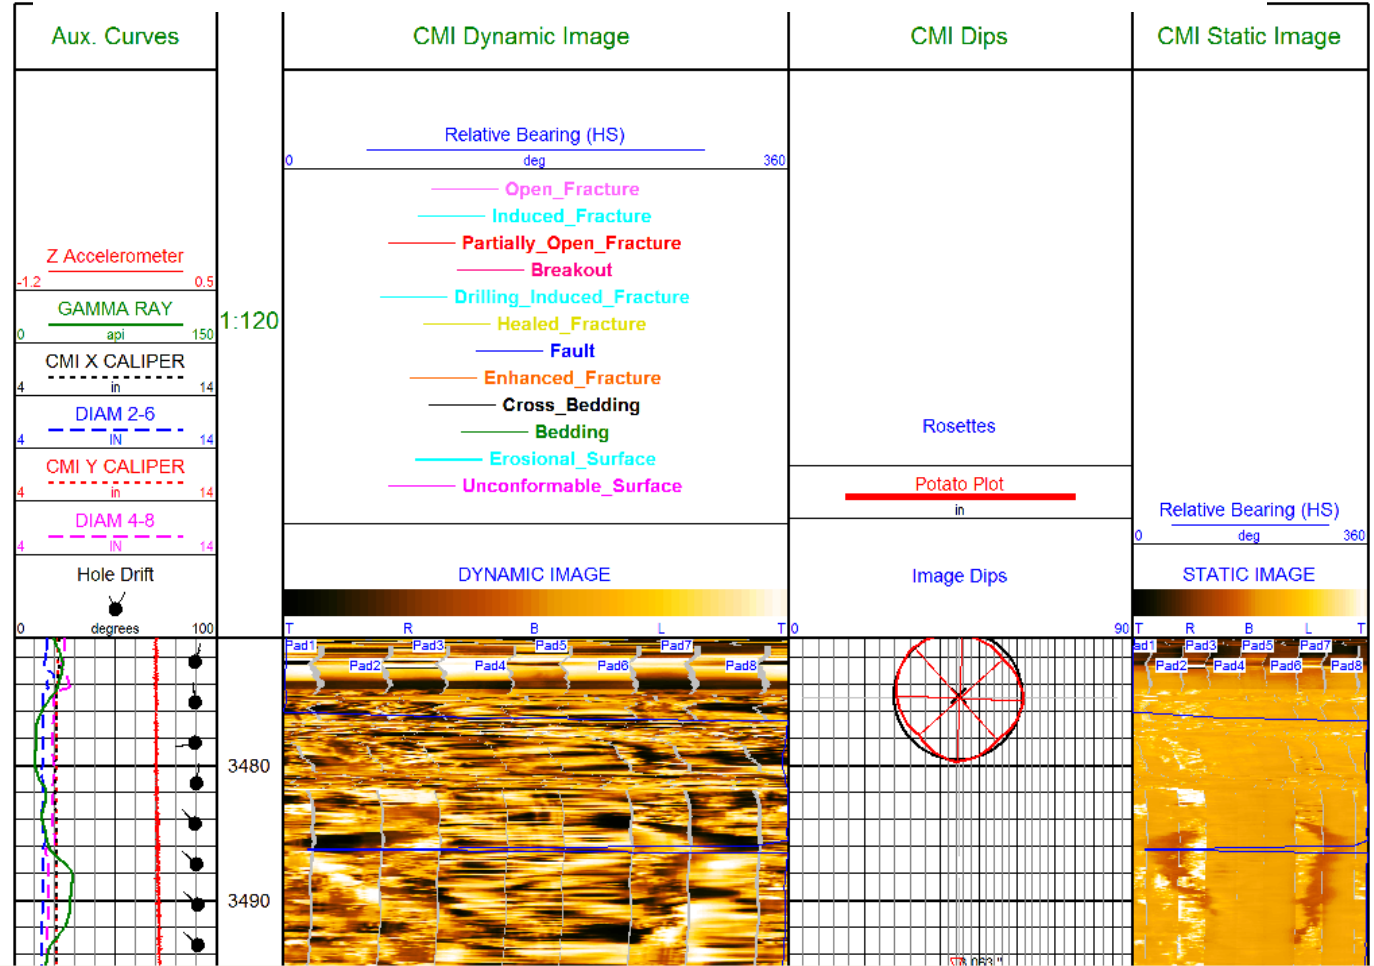 Aux. Curves
CMI Dynamic Image
CMI Dips
CMI Static Image
Z Accelerometer
-1.2 0.5
GAMMA RAY
0 api 150
CMI X CALIPER
4 in 14
DIAM 2-6
4 IN 14
CMI Y CALIPER
4 in 14
DIAM 4-8
4 IN 14
Hole Drift
0 degrees 100
1:120
3480
3490
Relative Bearing (HS)
0 deg 360
Open_Fracture
Induced_Fracture
Partially_Open_Fracture
Breakout
Drilling_Induced_Fracture
Healed_Fracture
Fault
Enhanced_Fracture
Cross_Bedding
Bedding
Erosional_Surface
Unconformable_Surface
DYNAMIC IMAGE
T R B L T
Pad1 Pad3 Pad5 Pad7
Pad2 Pad4 Pad6 Pad8
Rosettes
Potato Plot
in
Image Dips
0 90
Relative Bearing (HS)
0 deg 360
STATIC IMAGE
T R B L T
ad1 Pad3 Pad5 Pad7
Pad2 Pad4 Pad6 Pad8